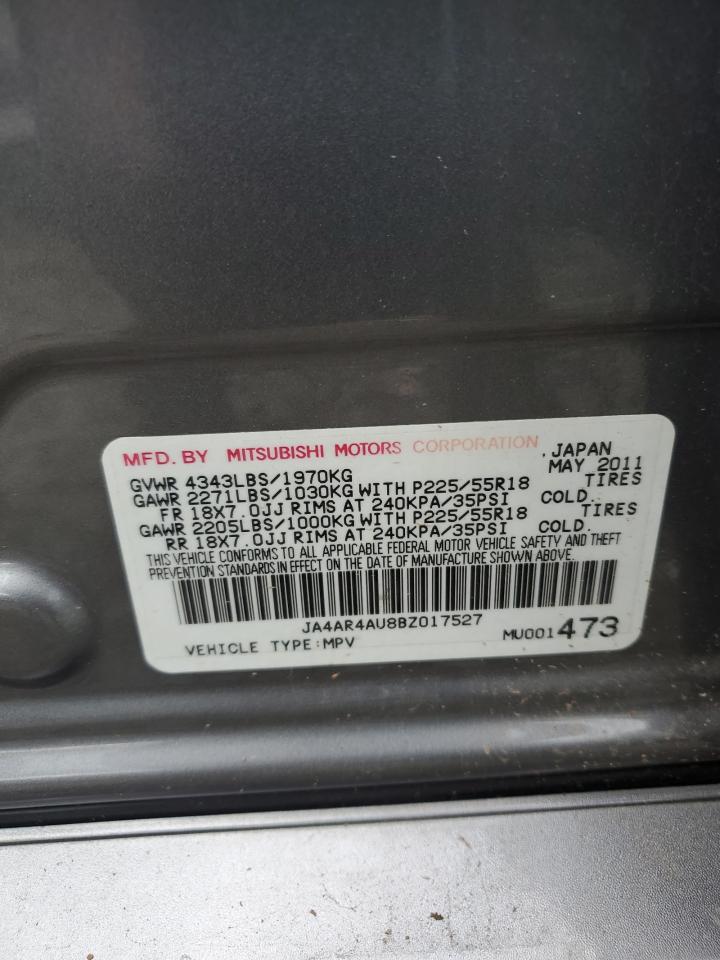 MFD. BY MITSUBISHI MOTORS CORPORATION , JAPAN
GVWR 4343LBS/1970KG MAY 2011
GAWR 2271LBS/1030KG WITH P225/55R18 TIRES
FR 18X7.0JJ RIMS AT 240KPA/35PSI COLD.
GAWR 2205LBS/1000KG WITH P225/55R18 TIRES
RR 18X7.0JJ RIMS AT 240KPA/35PSI COLD.
THIS VEHICLE CONFORMS TO ALL APPLICABLE FEDERAL MOTOR VEHICLE SAFETY AND THEFT
PREVENTION STANDARDS IN EFFECT ON THE DATE OF MANUFACTURE SHOWN ABOVE.
JA4AR4AU8BZ017527
VEHICLE TYPE:MPV MU001473